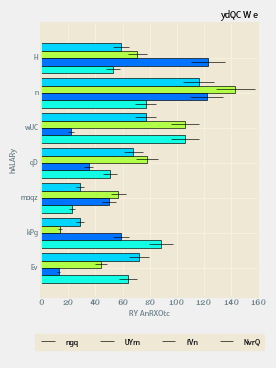 ydQC W e
H
n
wUC
qD
moqz
kPg
Ev
hALARy
0 20 40 60 80 100 120 140 160
RY AnRXOtc
ngq UYm IVn NvrQ